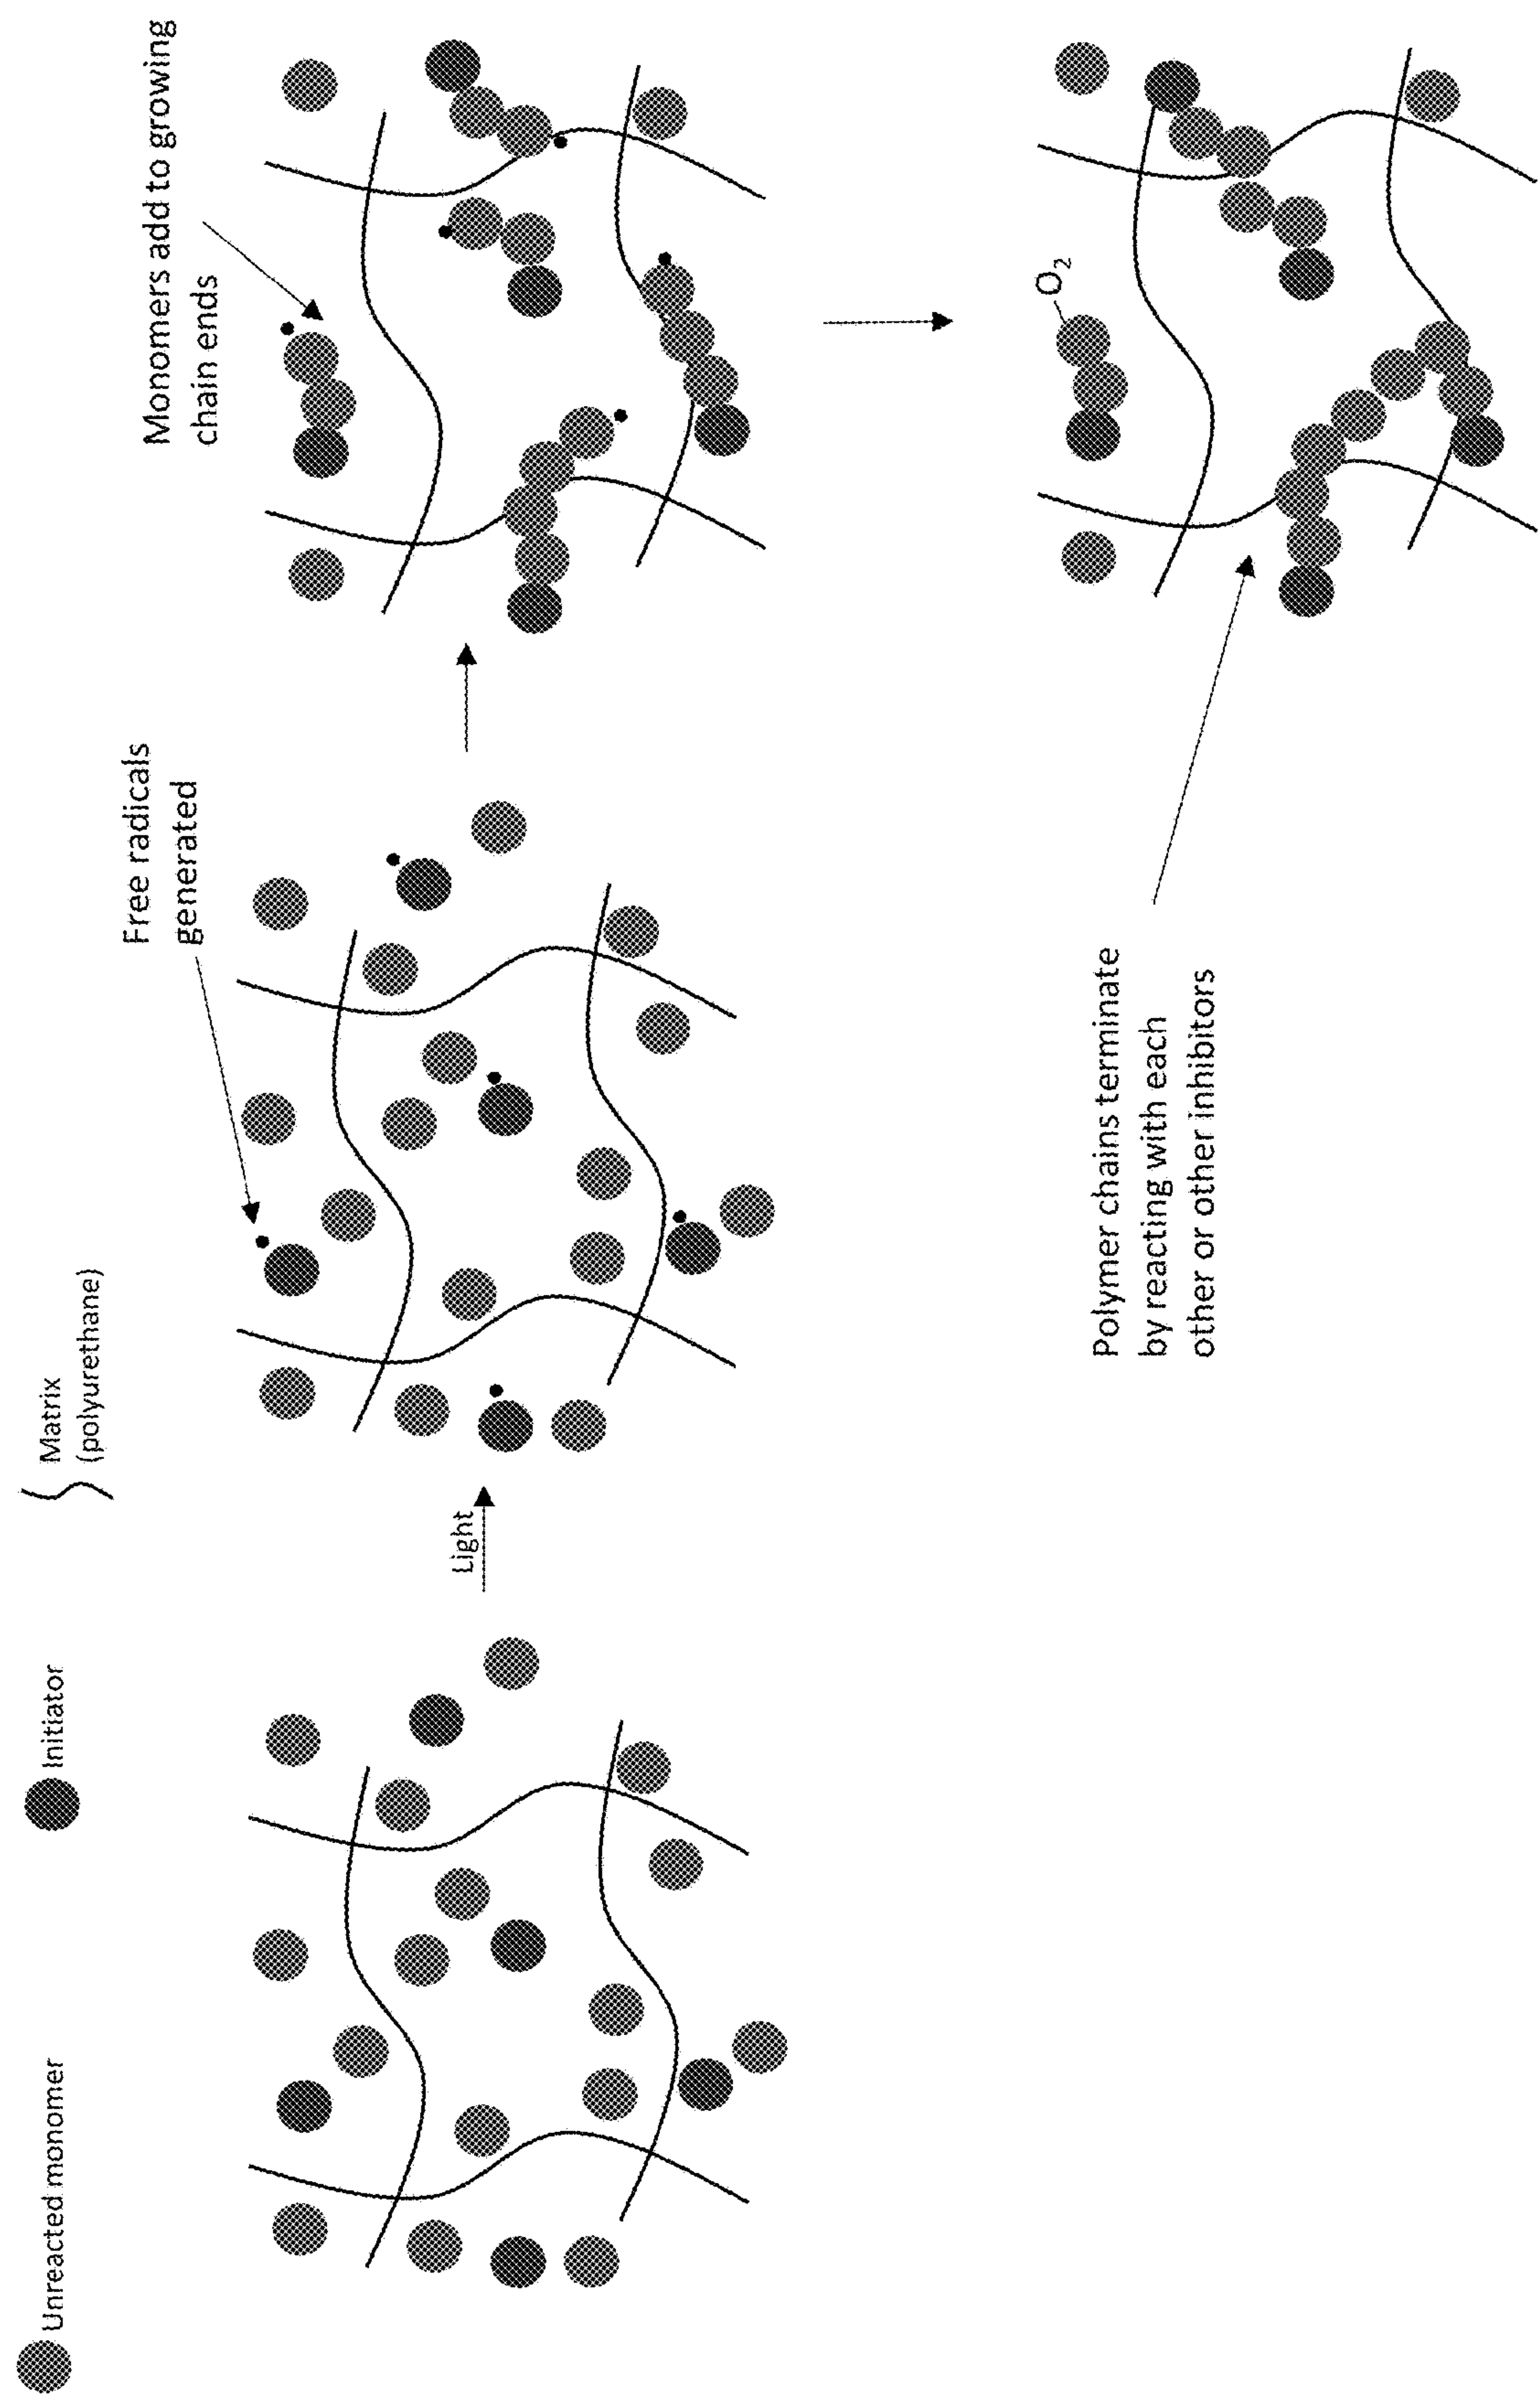 Unreacted monomer
Initiator
Matrix
(polyurethane)
Light
Free radicals
generated
Monomers add to growing
chain ends
O2
Polymer chains terminate
by reacting with each
other or other inhibitors